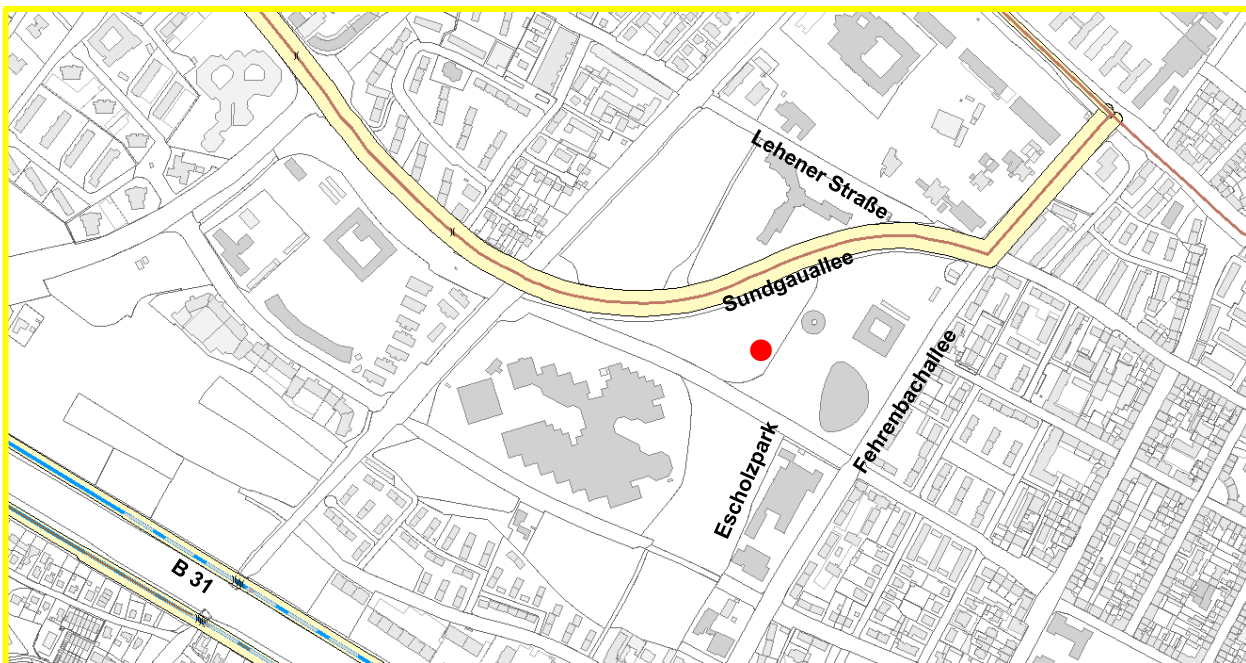 Lehener Straße
Sundgauallee
Fehrenbachallee
Escholzpark
B 31